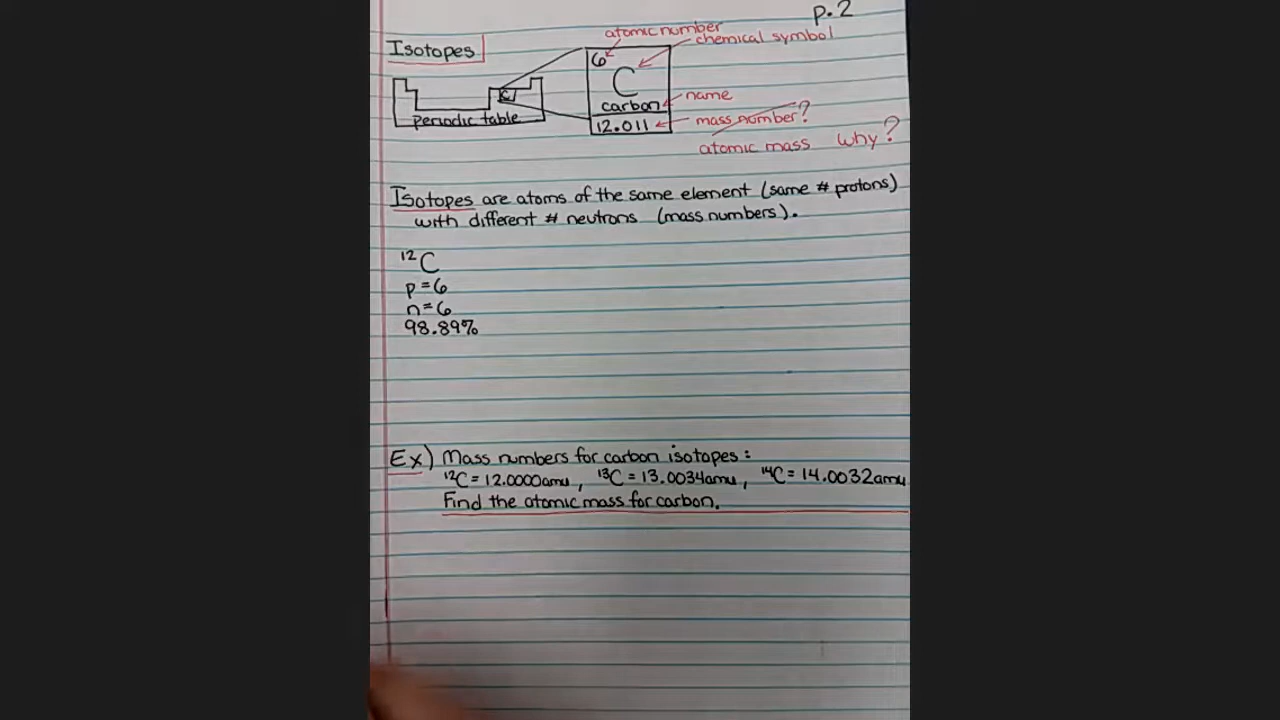 p.2
Isotopes
atomic number
chemical symbol
6
C
carbon
name
12.011
mass number?
atomic mass why?
C
periodic table
Isotopes are atoms of the same element (same # protons)
with different # neutrons (mass numbers).
¹²C
p=6
n=6
98.89%
Ex) Mass numbers for carbon isotopes:
¹²C = 12.0000amu, ¹³C = 13.0034amu, ¹⁴C = 14.0032amu
Find the atomic mass for carbon.